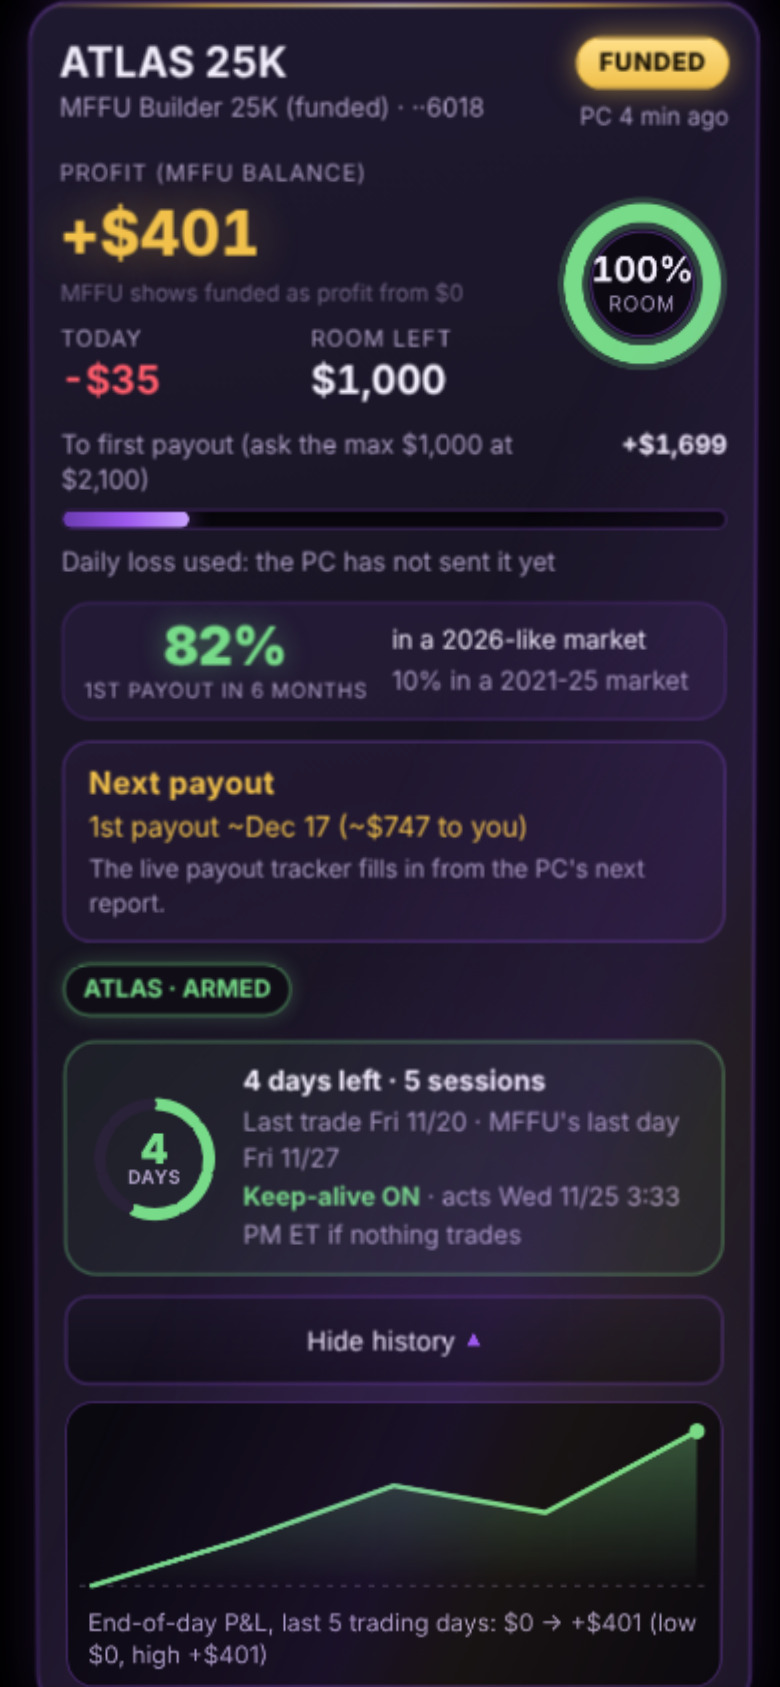 ATLAS 25K
FUNDED
MFFU Builder 25K (funded) · ··6018
PC 4 min ago
PROFIT (MFFU BALANCE)
+$401
100%
ROOM
MFFU shows funded as profit from $0
TODAY
ROOM LEFT
-$35
$1,000
To first payout (ask the max $1,000 at
$2,100)
+$1,699
Daily loss used: the PC has not sent it yet
82%
1ST PAYOUT IN 6 MONTHS
in a 2026-like market
10% in a 2021-25 market
Next payout
1st payout ~Dec 17 (~$747 to you)
The live payout tracker fills in from the PC's next
report.
ATLAS · ARMED
4
DAYS
4 days left · 5 sessions
Last trade Fri 11/20 · MFFU's last day
Fri 11/27
Keep-alive ON · acts Wed 11/25 3:33
PM ET if nothing trades
Hide history ▲
End-of-day P&L, last 5 trading days: $0 → +$401 (low
$0, high +$401)